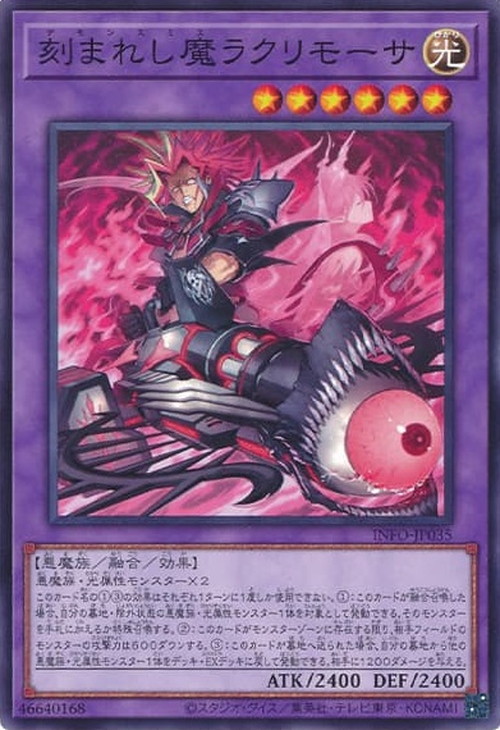 デモンスミス
刻まれし魔ラクリモーサ
ひかり
光
INFO-JP035
【悪魔族／融合／効果】
悪魔族・光属性モンスター×2
このカード名の①③の効果はそれぞれ1ターンに1度しか使用できない。①：このカードが融合召喚した
場合、自分の墓地・除外状態の悪魔族・光属性モンスター1体を対象として発動できる。そのモンスター
を手札に加えるか特殊召喚する。②：このカードがモンスターゾーンに存在する限り、相手フィールドの
モンスターの攻撃力は600ダウンする。③：このカードが墓地へ送られた場合、自分の墓地から他の
悪魔族・光属性モンスター1体をデッキ・EXデッキに戻して発動できる。相手に1200ダメージを与える。
ATK/2400 DEF/2400
46640168 ©スタジオ・ダイス／集英社・テレビ東京・KONAMI